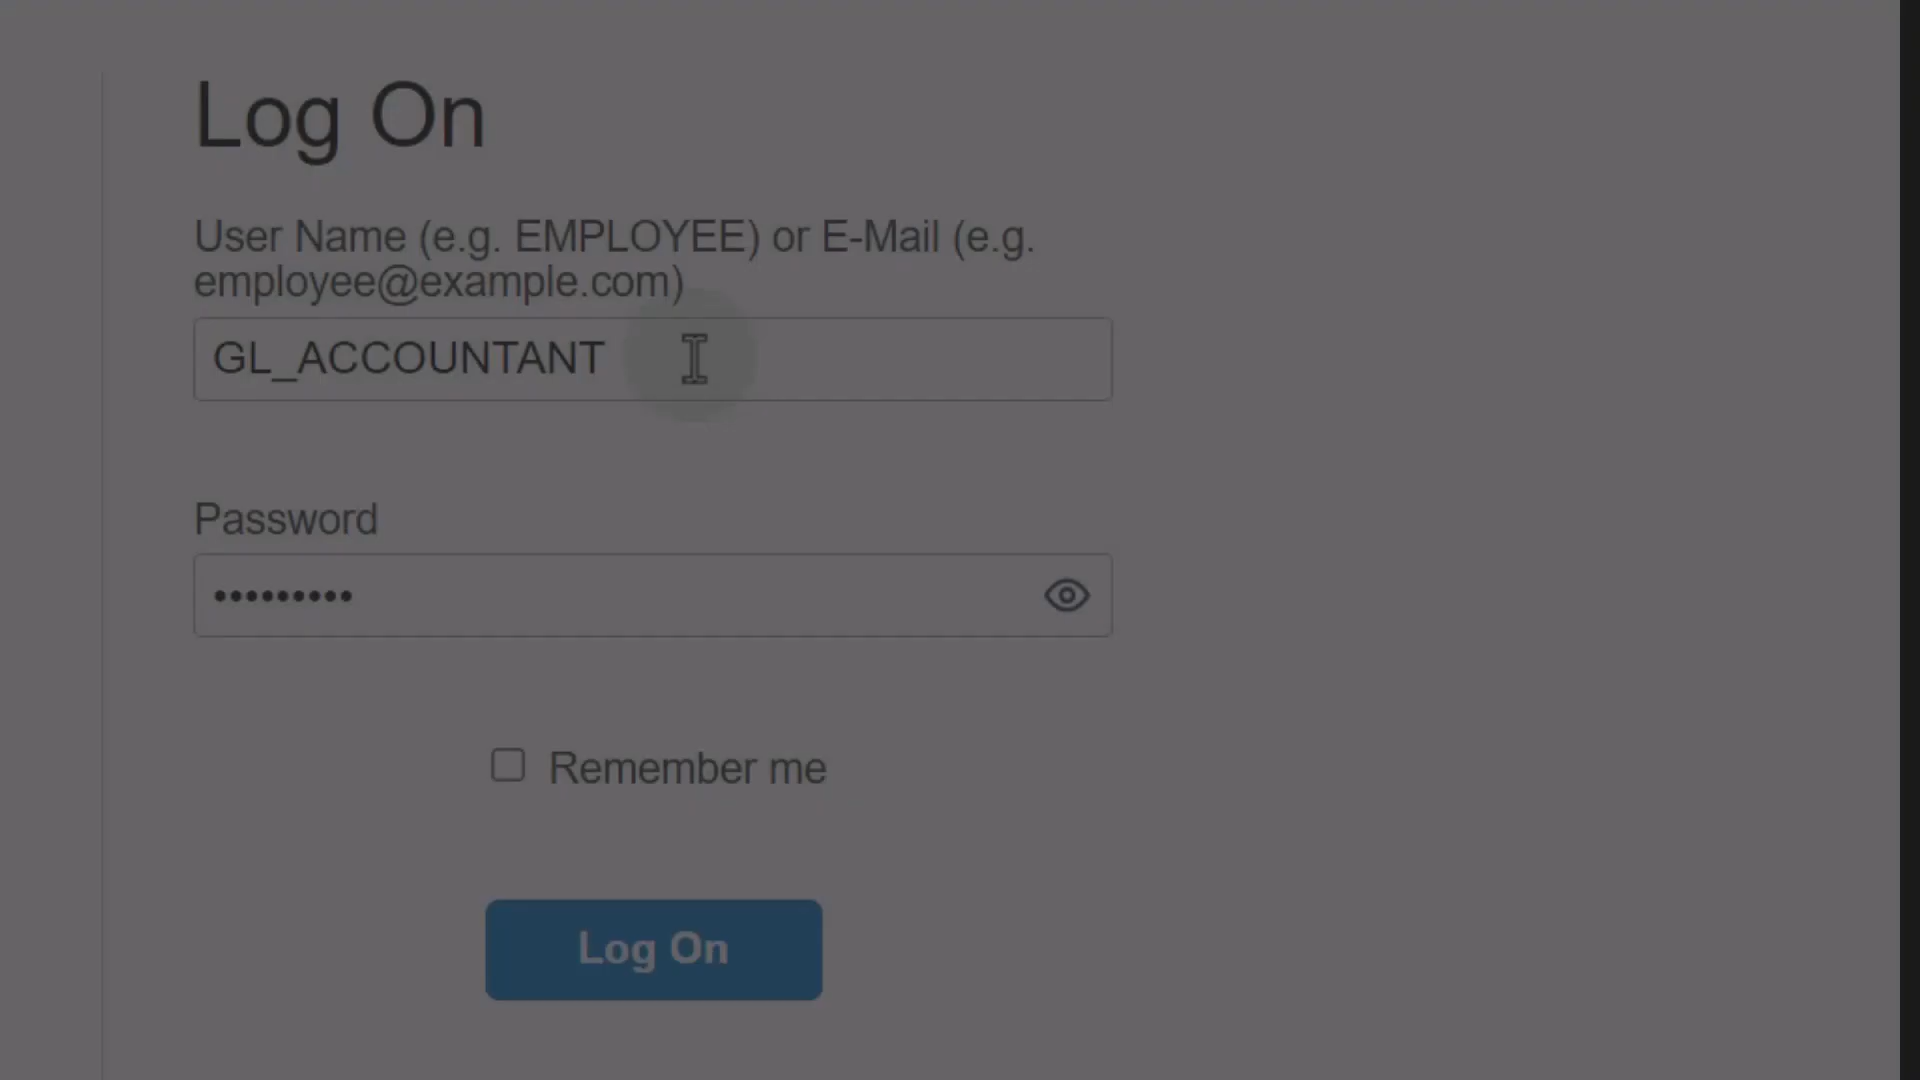 Log On
User Name (e.g. EMPLOYEE) or E-Mail (e.g.
employee@example.com)
GL_ACCOUNTANT
Password
•••••••••
Remember me
Log On